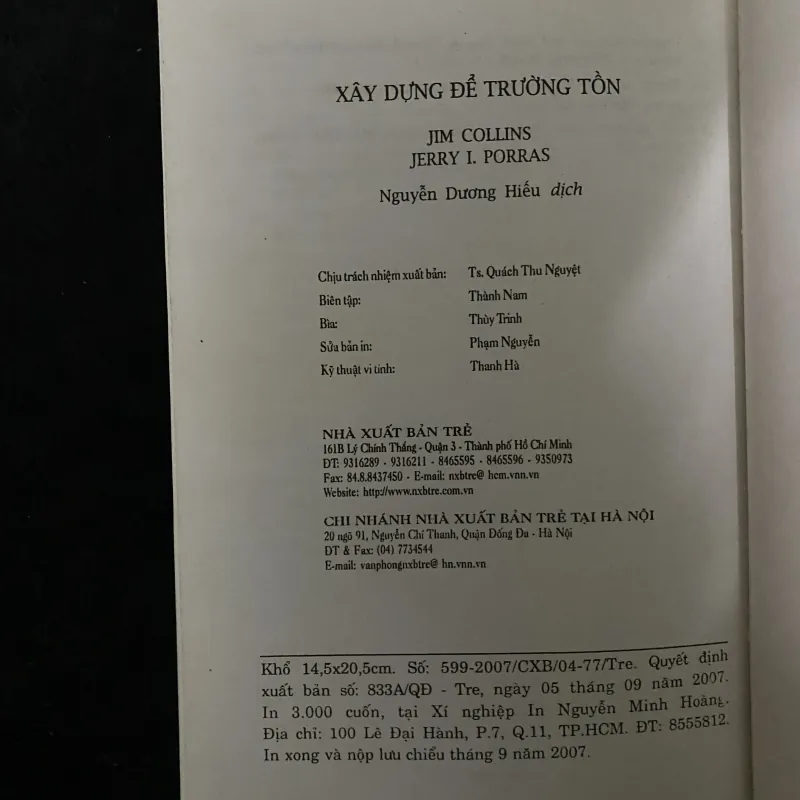 XÂY DỰNG ĐỂ TRƯỜNG TỒN
JIM COLLINS
JERRY I. PORRAS
Nguyễn Dương Hiếu dịch
Chịu trách nhiệm xuất bản: Ts. Quách Thu Nguyệt
Biên tập: Thành Nam
Bìa: Thùy Trinh
Sửa bản in: Phạm Nguyễn
Kỹ thuật vi tính: Thanh Hà
NHÀ XUẤT BẢN TRẺ
161B Lý Chính Thắng - Quận 3 - Thành phố Hồ Chí Minh
ĐT: 9316289 - 9316211 - 8465595 - 8465596 - 9350973
Fax: 84.8.8437450 - E-mail: nxbtre@ hcm.vnn.vn
Website: http://www.nxbtre.com.vn
CHI NHÁNH NHÀ XUẤT BẢN TRẺ TẠI HÀ NỘI
20 ngõ 91, Nguyễn Chí Thanh, Quận Đống Đa - Hà Nội
ĐT & Fax: (04) 7734544
E-mail: vanphongnxbtre@ hn.vnn.vn
Khổ 14,5x20,5cm. Số: 599-2007/CXB/04-77/Tre. Quyết định
xuất bản số: 833A/QĐ - Tre, ngày 05 tháng 09 năm 2007.
In 3.000 cuốn, tại Xí nghiệp In Nguyễn Minh Hoàng.
Địa chỉ: 100 Lê Đại Hành, P.7, Q.11, TP.HCM. ĐT: 8555812.
In xong và nộp lưu chiểu tháng 9 năm 2007.